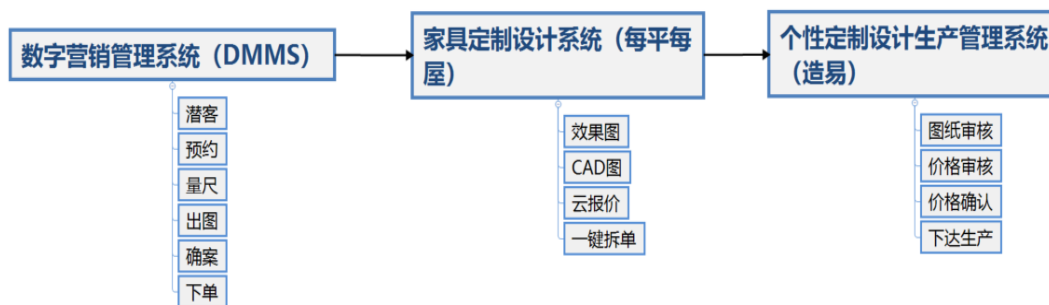 数字营销管理系统（DMMS）
潜客
预约
量尺
出图
确案
下单
家具定制设计系统（每平每
屋）
效果图
CAD图
云报价
一键拆单
个性定制设计生产管理系统
（造易）
图纸审核
价格审核
价格确认
下达生产